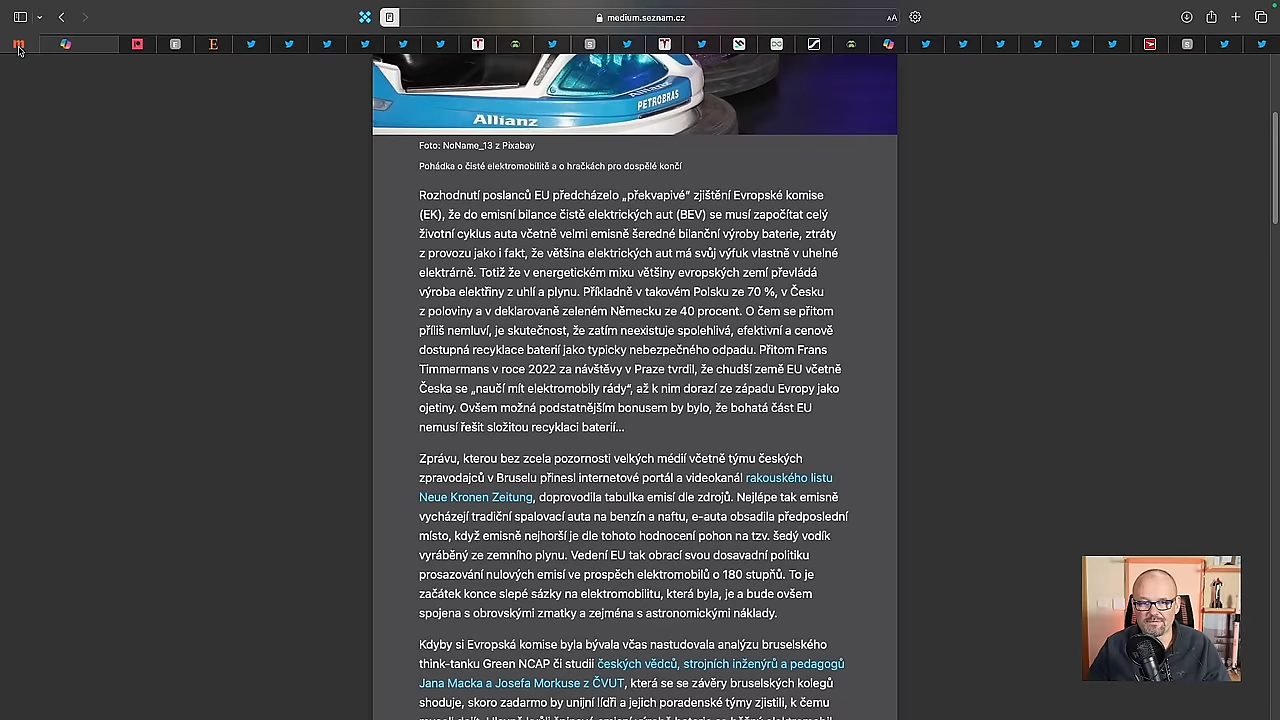 medium.seznam.cz
AA
PETROBRAS
Allianz
Foto: NoName_13 z Pixabay
Pohádka o čisté elektromobilitě a o hračkách pro dospělé končí
Rozhodnutí poslanců EU předcházelo „překvapivé“ zjištění Evropské komise
(EK), že do emisní bilance čistě elektrických aut (BEV) se musí započítat celý
životní cyklus auta včetně velmi emisně šeredné bilanční výroby baterie, ztráty
z provozu jako i fakt, že většina elektrických aut má svůj výfuk vlastně v uhelné
elektrárně. Totiž že v energetickém mixu většiny evropských zemí převládá
výroba elektřiny z uhlí a plynu. Příkladně v takovém Polsku ze 70 %, v Česku
z poloviny a v deklarovaně zeleném Německu ze 40 procent. O čem se přitom
příliš nemluví, je skutečnost, že zatím neexistuje spolehlivá, efektivní a cenově
dostupná recyklace baterií jako typicky nebezpečného odpadu. Přitom Frans
Timmermans v roce 2022 za návštěvy v Praze tvrdil, že chudší země EU včetně
Česka se „naučí mít elektromobily rády“, až k nim dorazí ze západu Evropy jako
ojetiny. Ovšem možná podstatnějším bonusem by bylo, že bohatá část EU
nemusí řešit složitou recyklaci baterií...
Zprávu, kterou bez zcela pozornosti velkých médií včetně týmu českých
zpravodajců v Bruselu přinesl internetové portál a videokanál rakouského listu
Neue Kronen Zeitung, doprovodila tabulka emisí dle zdrojů. Nejlépe tak emisně
vycházejí tradiční spalovací auta na benzín a naftu, e-auta obsadila předposlední
místo, když emisně nejhorší je dle tohoto hodnocení pohon na tzv. šedý vodík
vyráběný ze zemního plynu. Vedení EU tak obrací svou dosavadní politiku
prosazování nulových emisí ve prospěch elektromobilů o 180 stupňů. To je
začátek konce slepé sázky na elektromobilitu, která byla, je a bude ovšem
spojena s obrovskými zmatky a zejména s astronomickými náklady.
Kdyby si Evropská komise byla bývala včas nastudovala analýzu bruselského
think-tanku Green NCAP či studii českých vědců, strojních inženýrů a pedagogů
Jana Macka a Josefa Morkuse z ČVUT, která se se závěry bruselských kolegů
shoduje, skoro zadarmo by unijní lídři a jejich poradenské týmy zjistili, k čemu